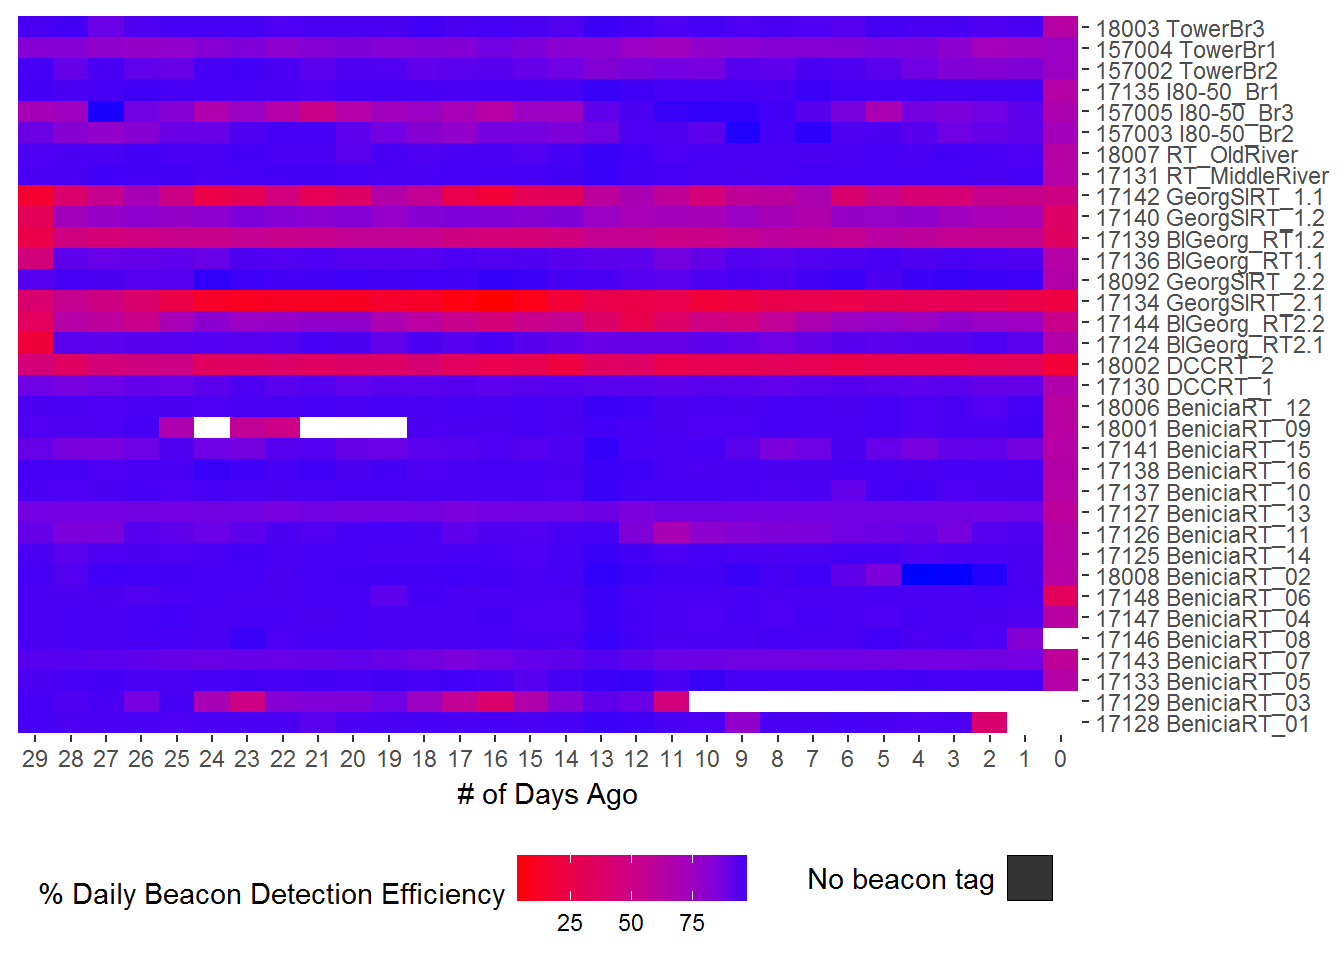 18003 TowerBr3
157004 TowerBr1
157002 TowerBr2
17135 I80-50_Br1
157005 I80-50_Br3
157003 I80-50_Br2
18007 RT_OldRiver
17131 RT_MiddleRiver
17142 GeorgSlRT_1.1
17140 GeorgSlRT_1.2
17139 BlGeorg_RT1.2
17136 BlGeorg_RT1.1
18092 GeorgSlRT_2.2
17134 GeorgSlRT_2.1
17144 BlGeorg_RT2.2
17124 BlGeorg_RT2.1
18002 DCCRT_2
17130 DCCRT_1
18006 BeniciaRT_12
18001 BeniciaRT_09
17141 BeniciaRT_15
17138 BeniciaRT_16
17137 BeniciaRT_10
17127 BeniciaRT_13
17126 BeniciaRT_11
17125 BeniciaRT_14
18008 BeniciaRT_02
17148 BeniciaRT_06
17147 BeniciaRT_04
17146 BeniciaRT_08
17143 BeniciaRT_07
17133 BeniciaRT_05
17129 BeniciaRT_03
17128 BeniciaRT_01
29 28 27 26 25 24 23 22 21 20 19 18 17 16 15 14 13 12 11 10 9 8 7 6 5 4 3 2 1 0
# of Days Ago
% Daily Beacon Detection Efficiency
25 50 75
No beacon tag